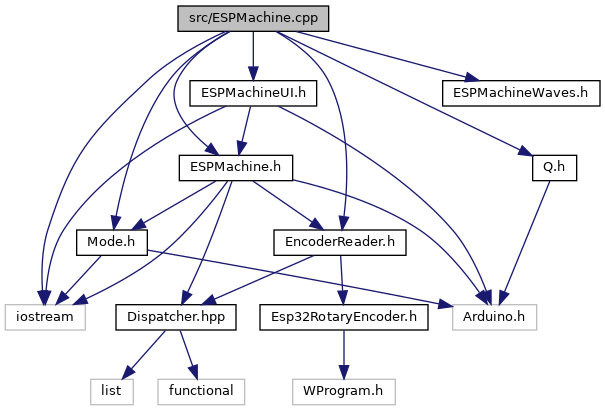 src/ESPMachine.cpp
ESPMachineUI.h
ESPMachineWaves.h
ESPMachine.h
Q.h
Mode.h
EncoderReader.h
iostream
Dispatcher.hpp
Esp32RotaryEncoder.h
Arduino.h
list
functional
WProgram.h